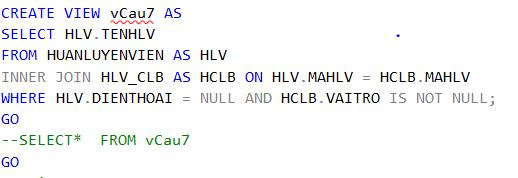 CREATE VIEW vCau7 AS
SELECT HLV.TENHLV
FROM HUANLUYENVIEN AS HLV
INNER JOIN HLV_CLB AS HCLB ON HLV.MAHLV = HCLB.MAHLV
WHERE HLV.DIENTHOAI = NULL AND HCLB.VAITRO IS NOT NULL;
GO
--SELECT*  FROM vCau7
GO